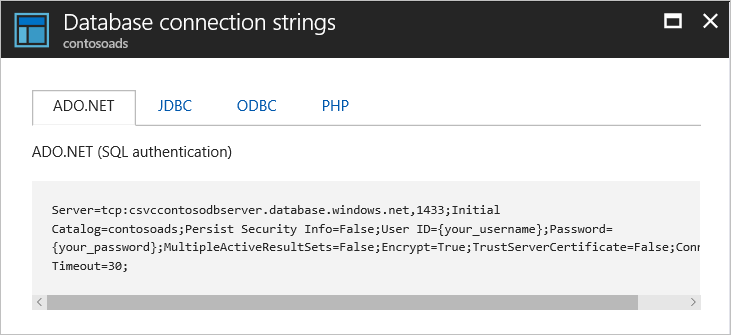 Database connection strings
contosoads
ADO.NET JDBC ODBC PHP
ADO.NET (SQL authentication)
Server=tcp:csvccontosodbserver.database.windows.net,1433;Initial
Catalog=contosoads;Persist Security Info=False;User ID={your_username};Password=
{your_password};MultipleActiveResultSets=False;Encrypt=True;TrustServerCertificate=False;Conn
Timeout=30;